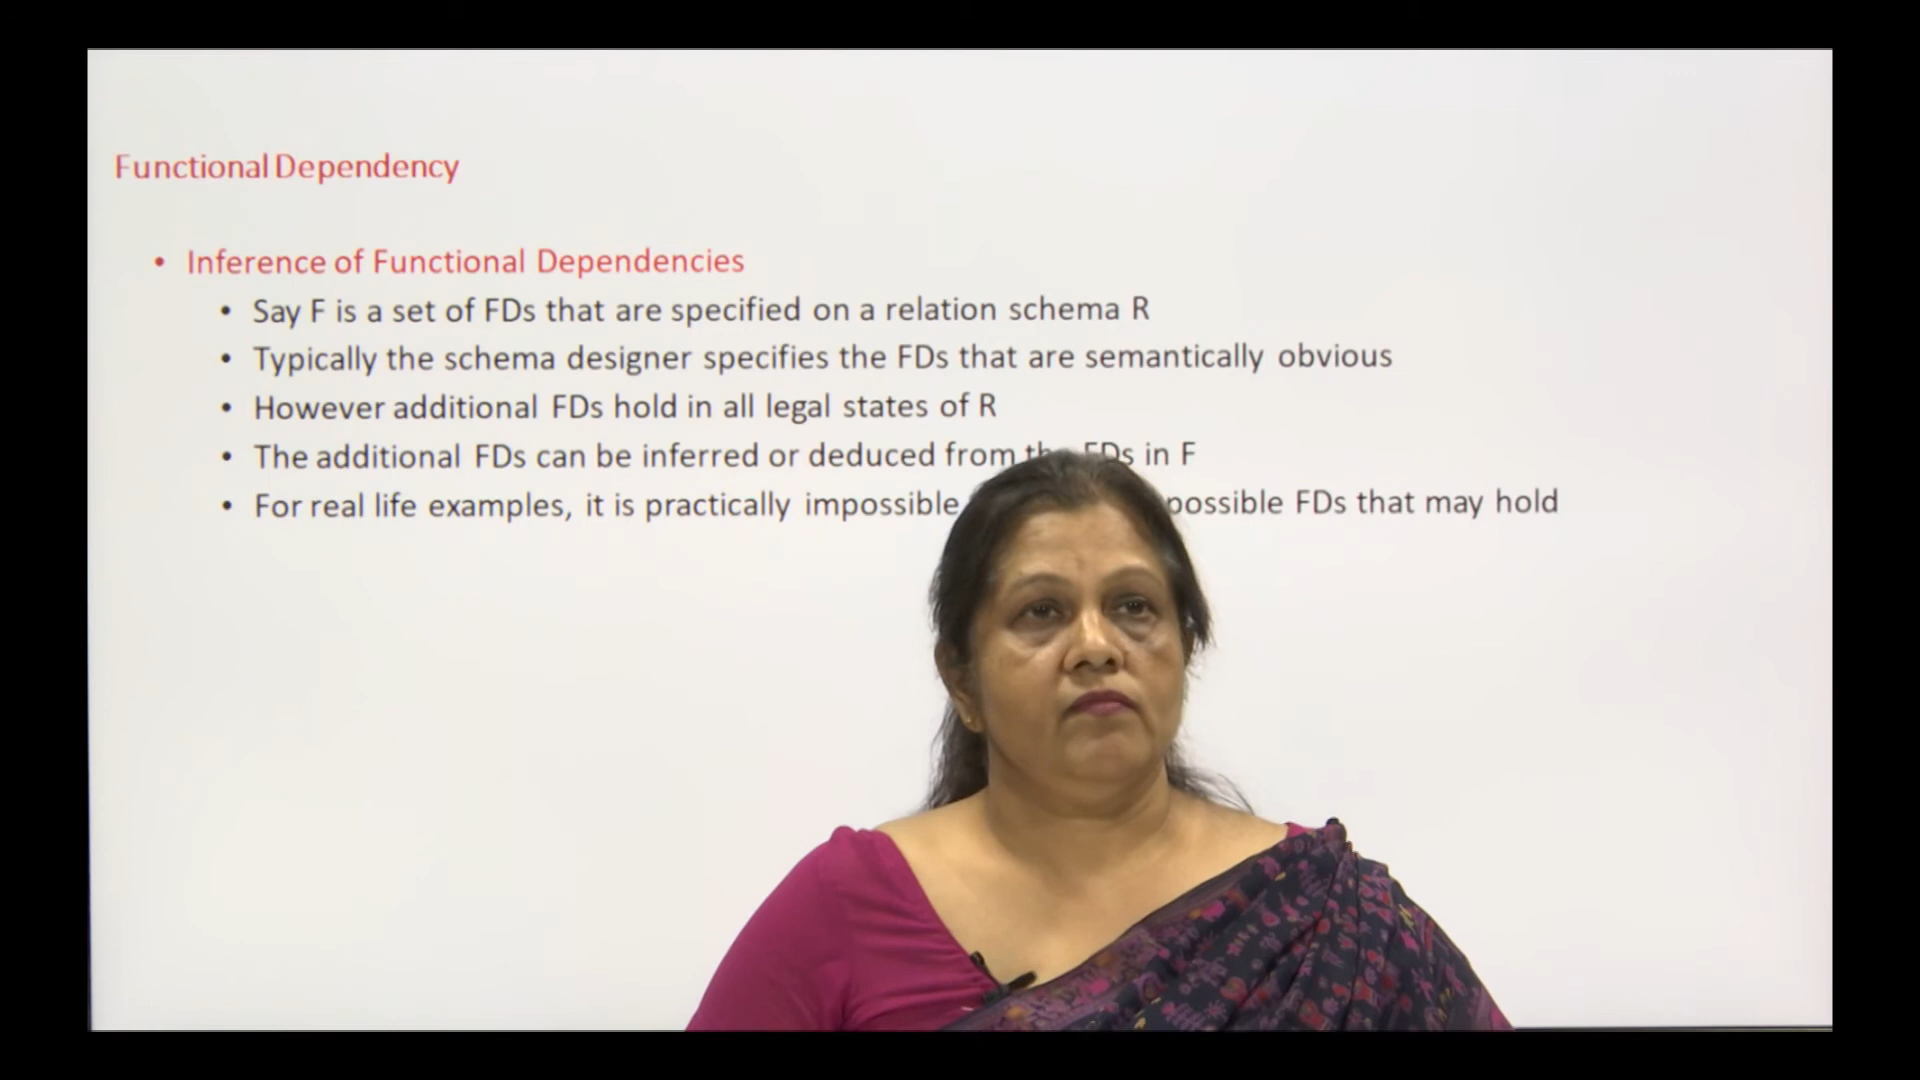 Functional Dependency
• Inference of Functional Dependencies
• Say F is a set of FDs that are specified on a relation schema R
• Typically the schema designer specifies the FDs that are semantically obvious
• However additional FDs hold in all legal states of R
• The additional FDs can be inferred or deduced from the FDs in F
• For real life examples, it is practically impossible possible FDs that may hold